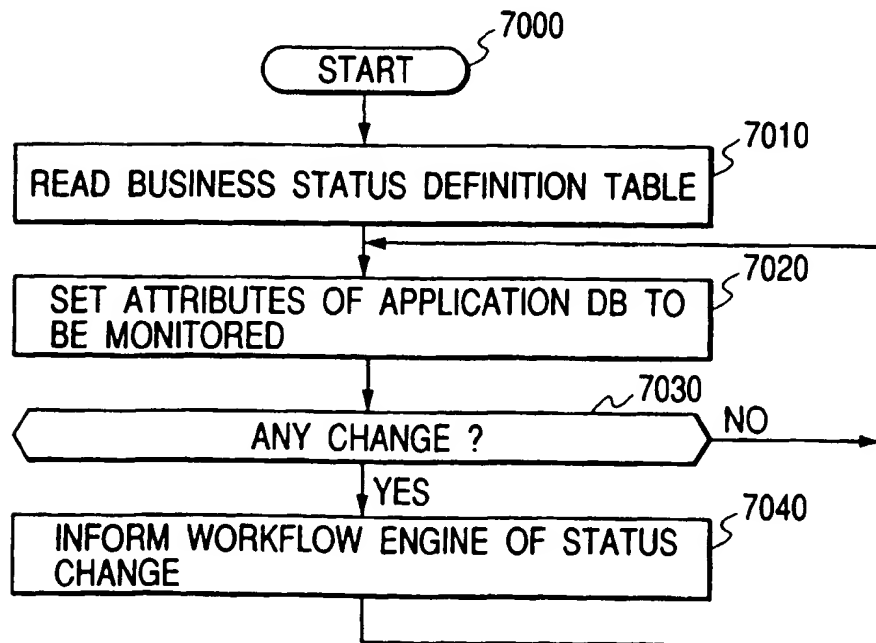 7000
START
7010
READ BUSINESS STATUS DEFINITION TABLE
7020
SET ATTRIBUTES OF APPLICATION DB TO
BE MONITORED
7030
ANY CHANGE ?
NO
YES
7040
INFORM WORKFLOW ENGINE OF STATUS
CHANGE